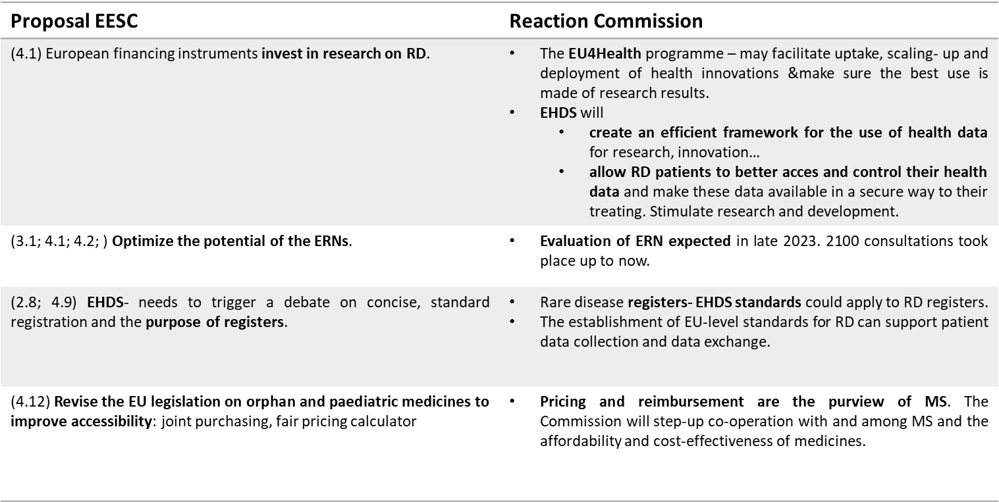 Proposal EESC
Reaction Commission
(4.1) European financing instruments invest in research on RD.
• The EU4Health programme – may facilitate uptake, scaling- up and
deployment of health innovations &make sure the best use is
made of research results.
• EHDS will
• create an efficient framework for the use of health data
for research, innovation…
• allow RD patients to better acces and control their health
data and make these data available in a secure way to their
treating. Stimulate research and development.
(3.1; 4.1; 4.2; ) Optimize the potential of the ERNs.
• Evaluation of ERN expected in late 2023. 2100 consultations took
place up to now.
(2.8; 4.9) EHDS- needs to trigger a debate on concise, standard
registration and the purpose of registers.
• Rare disease registers- EHDS standards could apply to RD registers.
• The establishment of EU-level standards for RD can support patient
data collection and data exchange.
(4.12) Revise the EU legislation on orphan and paediatric medicines to
improve accessibility: joint purchasing, fair pricing calculator
• Pricing and reimbursement are the purview of MS. The
Commission will step-up co-operation with and among MS and the
affordability and cost-effectiveness of medicines.